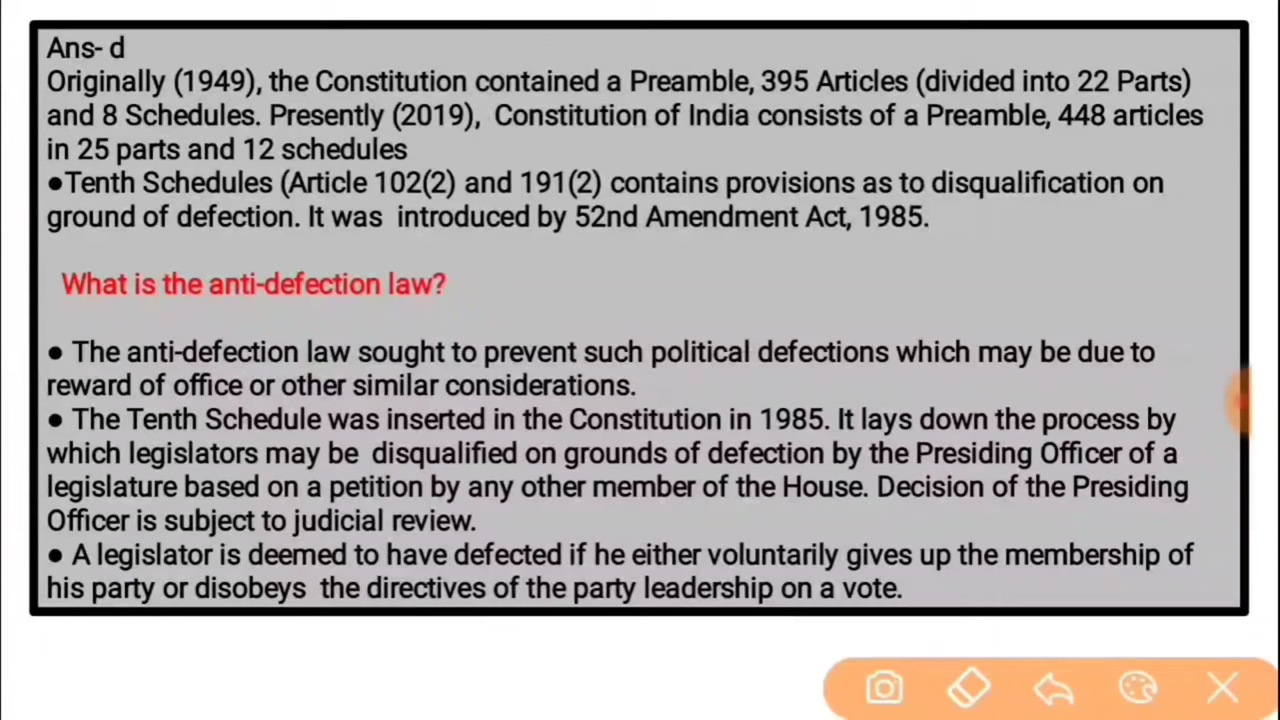 Ans- d
Originally (1949), the Constitution contained a Preamble, 395 Articles (divided into 22 Parts)
and 8 Schedules. Presently (2019), Constitution of India consists of a Preamble, 448 articles
in 25 parts and 12 schedules
●Tenth Schedules (Article 102(2) and 191(2) contains provisions as to disqualification on
ground of defection. It was introduced by 52nd Amendment Act, 1985.
What is the anti-defection law?
● The anti-defection law sought to prevent such political defections which may be due to
reward of office or other similar considerations.
● The Tenth Schedule was inserted in the Constitution in 1985. It lays down the process by
which legislators may be disqualified on grounds of defection by the Presiding Officer of a
legislature based on a petition by any other member of the House. Decision of the Presiding
Officer is subject to judicial review.
● A legislator is deemed to have defected if he either voluntarily gives up the membership of
his party or disobeys the directives of the party leadership on a vote.